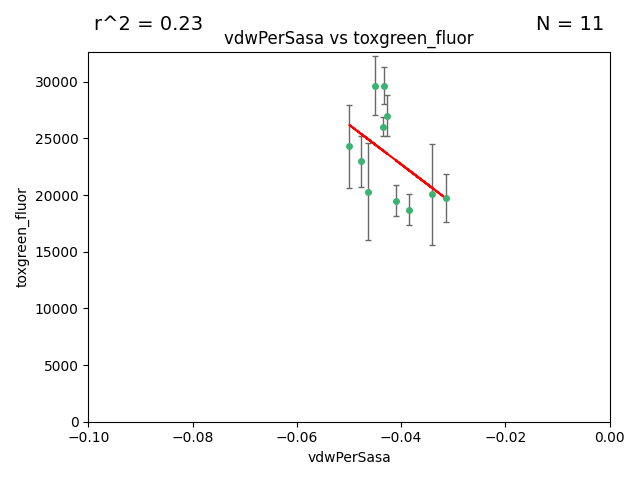 r^2 = 0.23
N = 11
vdwPerSasa vs toxgreen_fluor
30000
25000
20000
15000
10000
5000
0
toxgreen_fluor
−0.10
−0.08
−0.06
−0.04
−0.02
0.00
vdwPerSasa